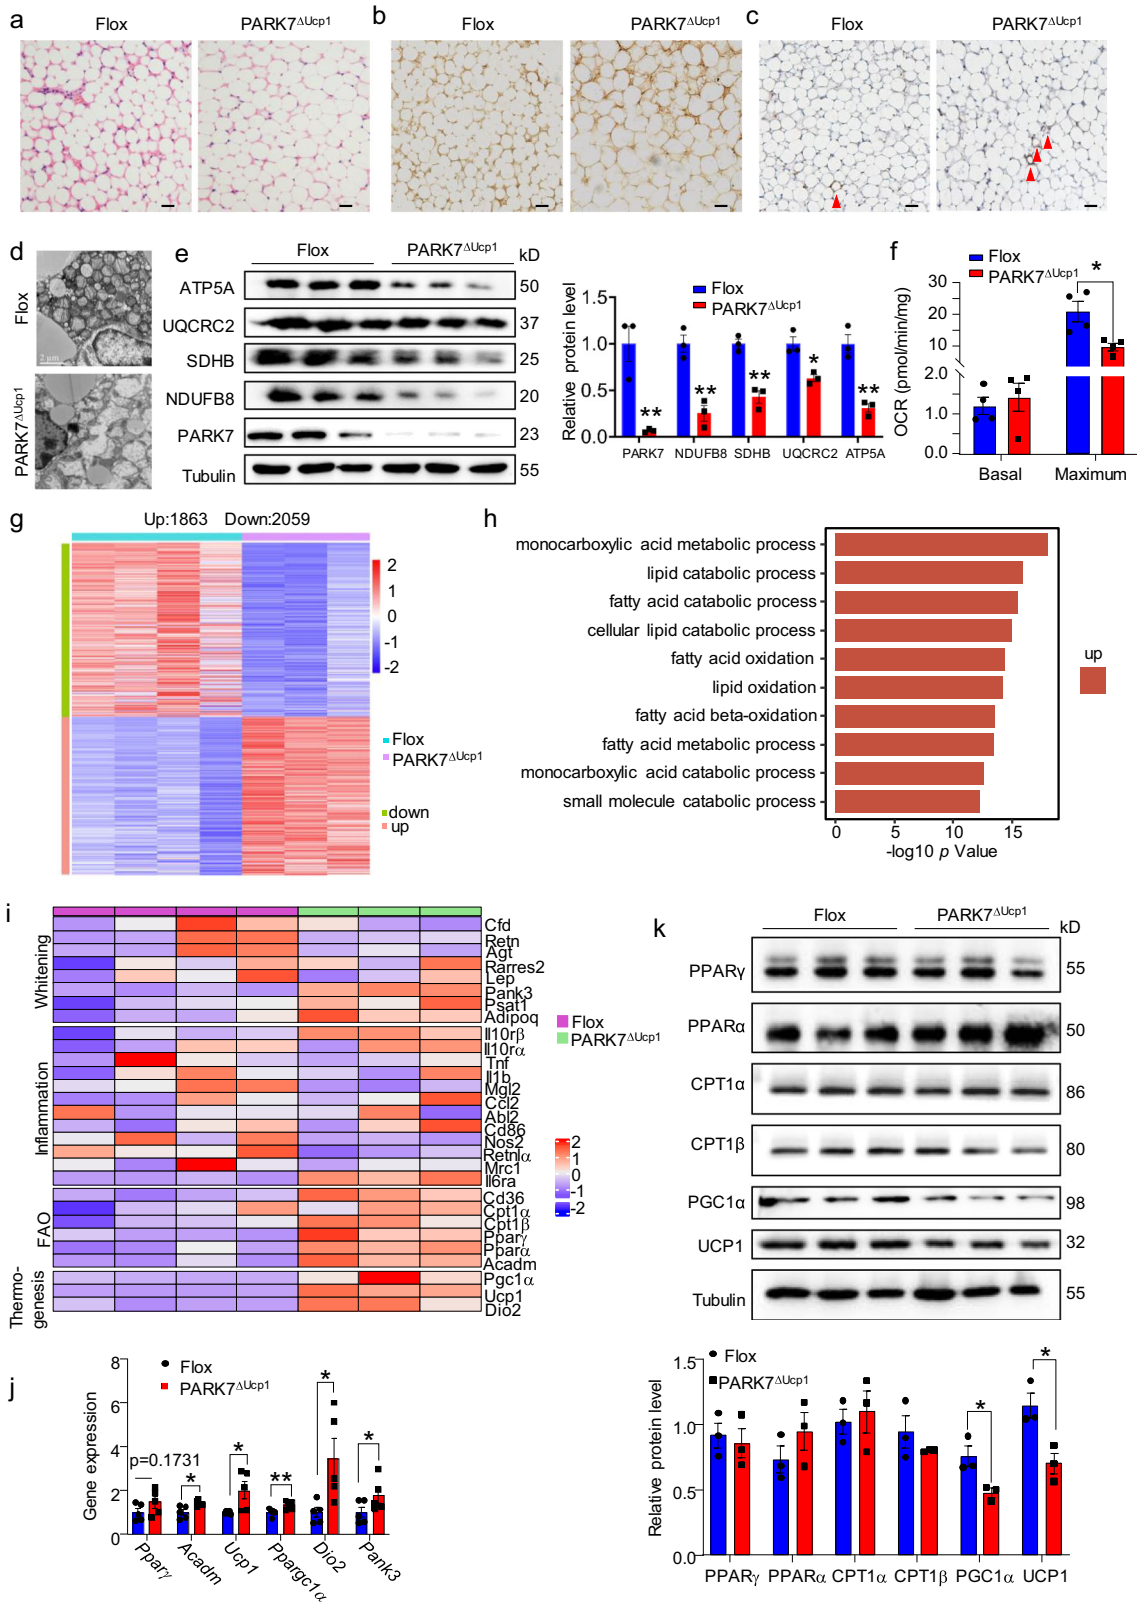 a
Flox
PARK7ΔUcp1
b
Flox
PARK7ΔUcp1
c
Flox
PARK7ΔUcp1
d
Flox
2 μm
PARK7ΔUcp1
e
Flox
PARK7ΔUcp1
kD
ATP5A
50
UQCRC2
37
SDHB
25
NDUFB8
20
PARK7
23
Tubulin
55
Flox
PARK7ΔUcp1
Relative protein level
1.5
1.0
0.5
0.0
**
**
**
*
**
PARK7 NDUFB8 SDHB UQCRC2 ATP5A
f
Flox
PARK7ΔUcp1
*
OCR (pmol/min/mg)
30
20
10
2.0
1.0
0.0
Basal Maximum
g
Up:1863 Down:2059
2
1
0
-1
-2
Flox
PARK7ΔUcp1
down
up
h
monocarboxylic acid metabolic process
lipid catabolic process
fatty acid catabolic process
cellular lipid catabolic process
fatty acid oxidation
lipid oxidation
fatty acid beta-oxidation
fatty acid metabolic process
monocarboxylic acid catabolic process
small molecule catabolic process
0 5 10 15
-log10 p Value
up
i
Whitening
Cfd
Retn
Agt
Rarres2
Lep
Pank3
Psat1
Adipoq
Inflammation
Il10rβ
Il10rα
Tnf
Il1b
Mgl2
Ccl2
Abl2
Cd86
Nos2
Retnlα
Mrc1
Il6ra
FAO
Cd36
Cpt1α
Cpt1β
Pparγ
Pparα
Acadm
Thermo-
genesis
Pgc1α
Ucp1
Dio2
Flox
PARK7ΔUcp1
2
1
0
-1
-2
j
Flox
PARK7ΔUcp1
Gene expression
8
6
4
2
0
p=0.1731
*
*
**
*
*
Pparγ
Acadm
Ucp1
Ppargc1α
Dio2
Pank3
k
Flox
PARK7ΔUcp1
kD
PPARγ
55
PPARα
50
CPT1α
86
CPT1β
80
PGC1α
98
UCP1
32
Tubulin
55
Flox
PARK7ΔUcp1
Relative protein level
1.5
1.0
0.5
0.0
*
*
PPARγ PPARα CPT1α CPT1β PGC1α UCP1